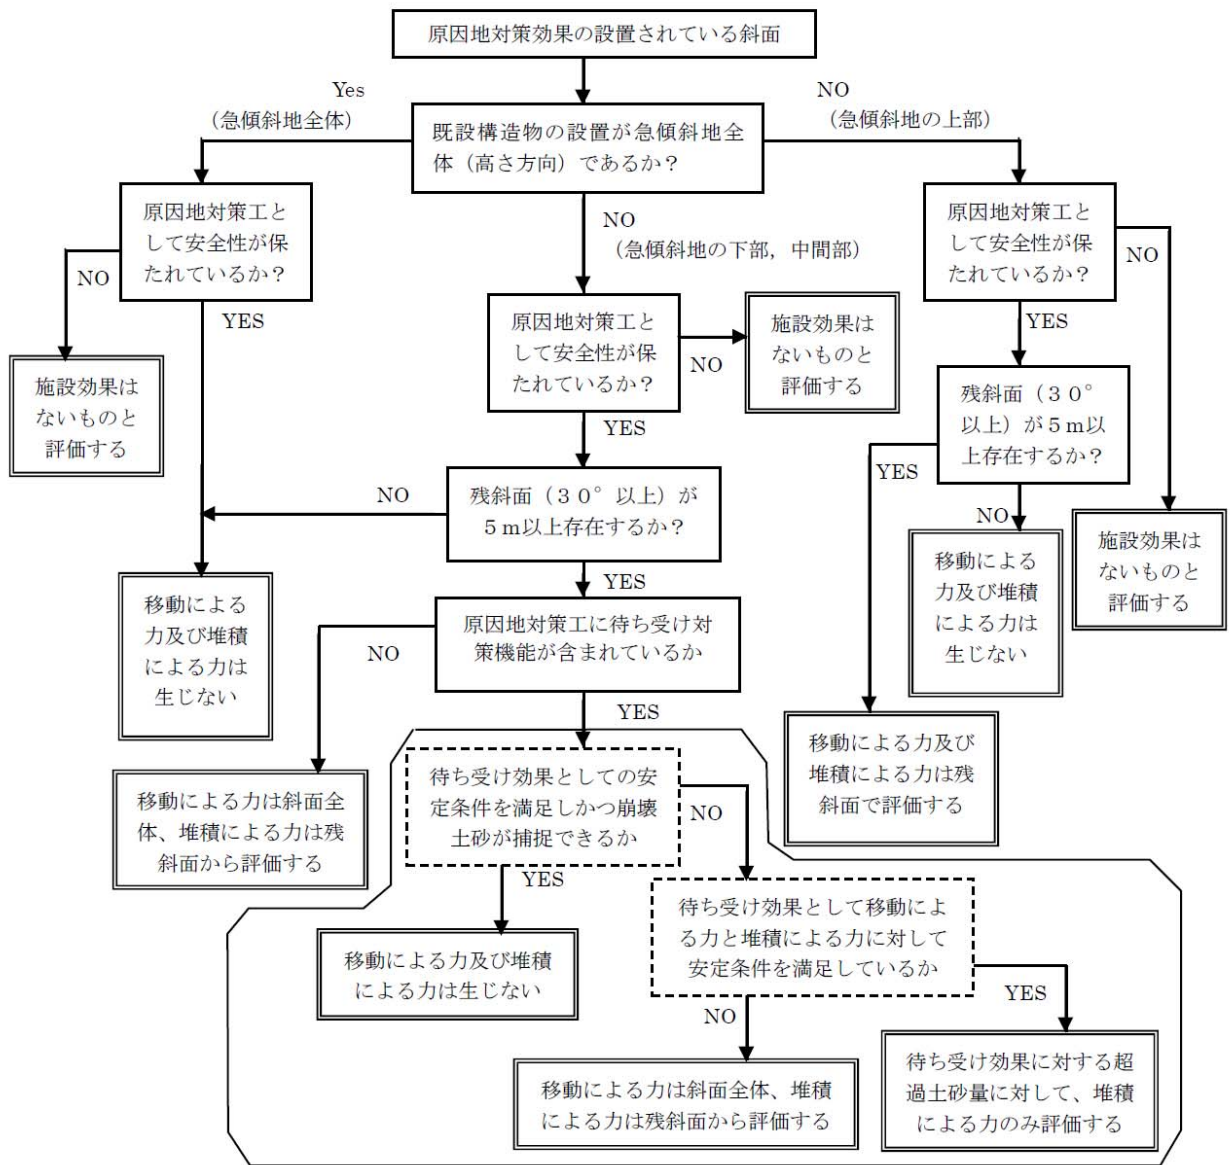 原因地対策効果の設置されている斜面
Yes
（急傾斜地全体）
NO
（急傾斜地の上部）
既設構造物の設置が急傾斜地全
体（高さ方向）であるか？
原因地対策工と
して安全性が保
たれているか？
NO
（急傾斜地の下部，中間部）
原因地対策工と
して安全性が保
たれているか？
NO
YES
NO
YES
原因地対策工と
して安全性が保
たれているか？
NO
YES
施設効果は
ないものと
評価する
施設効果は
ないものと
評価する
残斜面（３０°
以上）が５ｍ以
上存在するか？
YES
NO
NO
残斜面（３０°以上）が
５ｍ以上存在するか？
YES
施設効果は
ないものと
評価する
移動による
力及び堆積
による力は
生じない
移動による
力及び堆積
による力は
生じない
原因地対策工に待ち受け対
策機能が含まれているか
NO
YES
移動による力及び
堆積による力は残
斜面で評価する
待ち受け効果としての安
定条件を満足しかつ崩壊
土砂が捕捉できるか
NO
YES
移動による力は斜面全
体、堆積による力は残
斜面から評価する
待ち受け効果として移動によ
る力と堆積による力に対して
安定条件を満足しているか
移動による力及び堆積
による力は生じない
NO
YES
移動による力は斜面全体、堆積
による力は残斜面から評価する
待ち受け効果に対する超
過土砂量に対して、堆積
による力のみ評価する